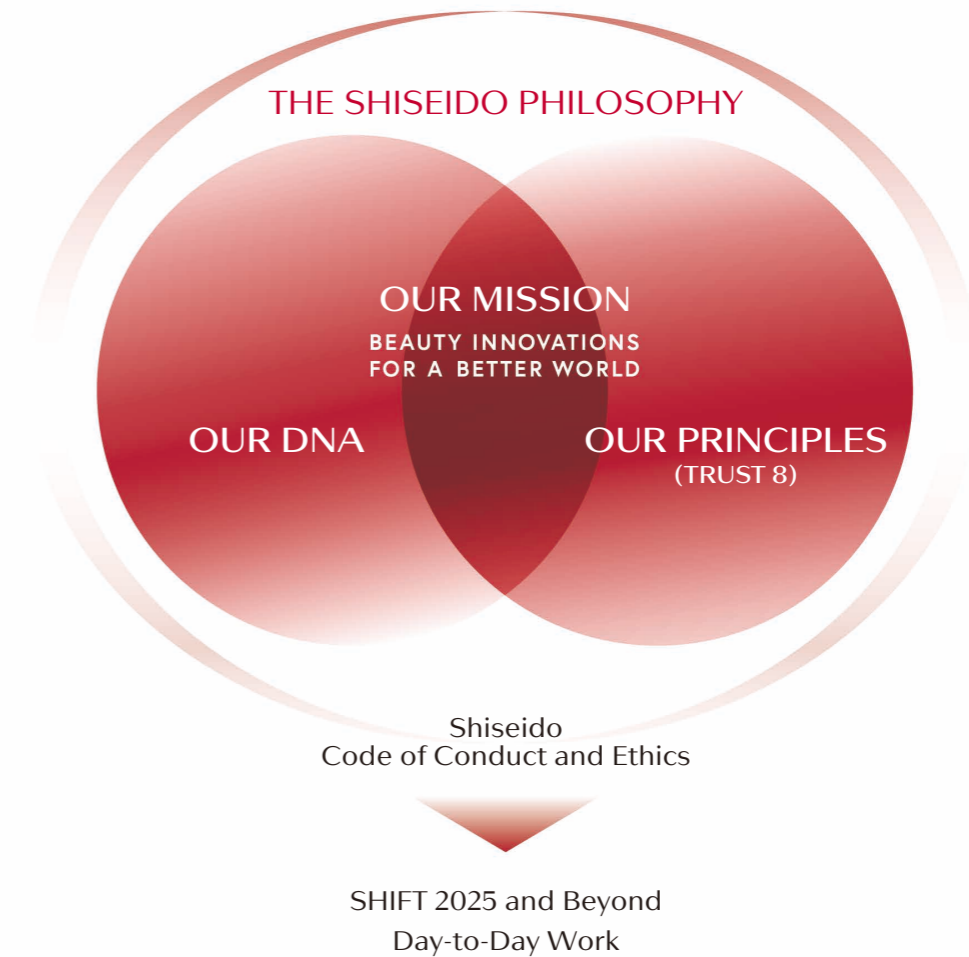 THE SHISEIDO PHILOSOPHY
OUR MISSION
BEAUTY INNOVATIONS
FOR A BETTER WORLD
OUR DNA
OUR PRINCIPLES
(TRUST 8)
Shiseido
Code of Conduct and Ethics
SHIFT 2025 and Beyond
Day-to-Day Work